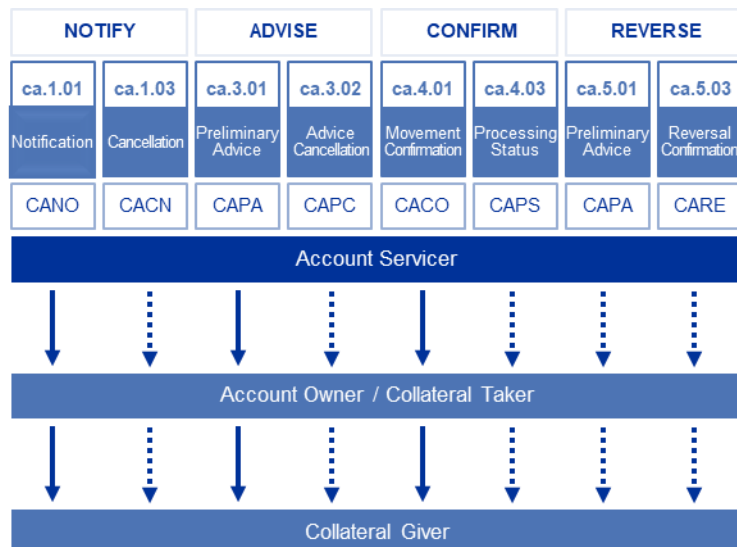 NOTIFY ADVISE CONFIRM REVERSE
ca.1.01 ca.1.03 ca.3.01 ca.3.02 ca.4.01 ca.4.03 ca.5.01 ca.5.03
Notification
Cancellation
Preliminary
Advice
Advice
Cancellation
Movement
Confirmation
Processing
Status
Preliminary
Advice
Reversal
Confirmation
CANO CACN CAPA CAPC CACO CAPS CAPA CARE
Account Servicer
Account Owner / Collateral Taker
Collateral Giver